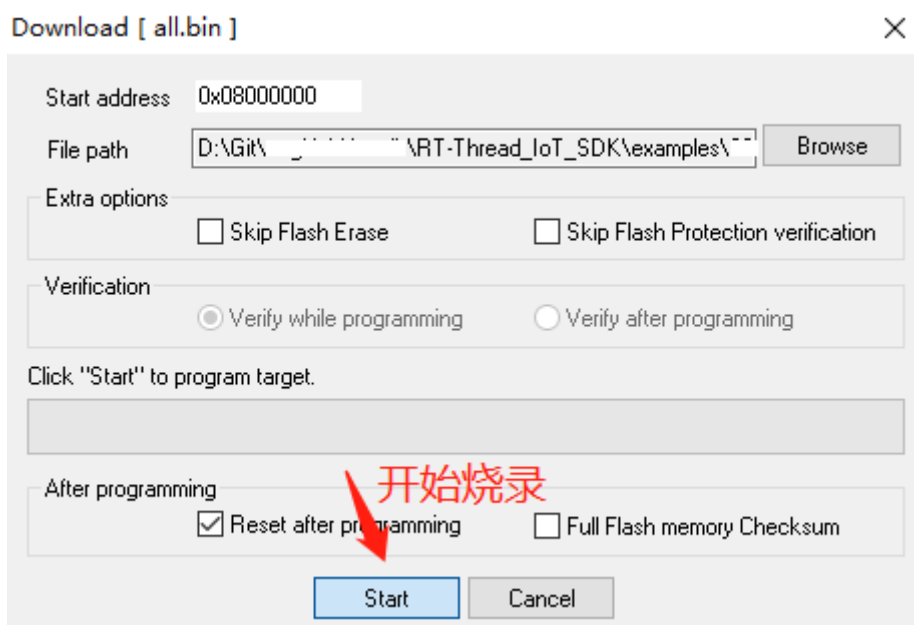 Download [ all.bin ]
Start address 0x08000000
File path D:\Git\ \RT-Thread_IoT_SDK\examples\ Browse
Extra options
Skip Flash Erase Skip Flash Protection verification
Verification
Verify while programming Verify after programming
Click "Start" to program target.
开始烧录
After programming
Reset after programming Full Flash memory Checksum
Start Cancel